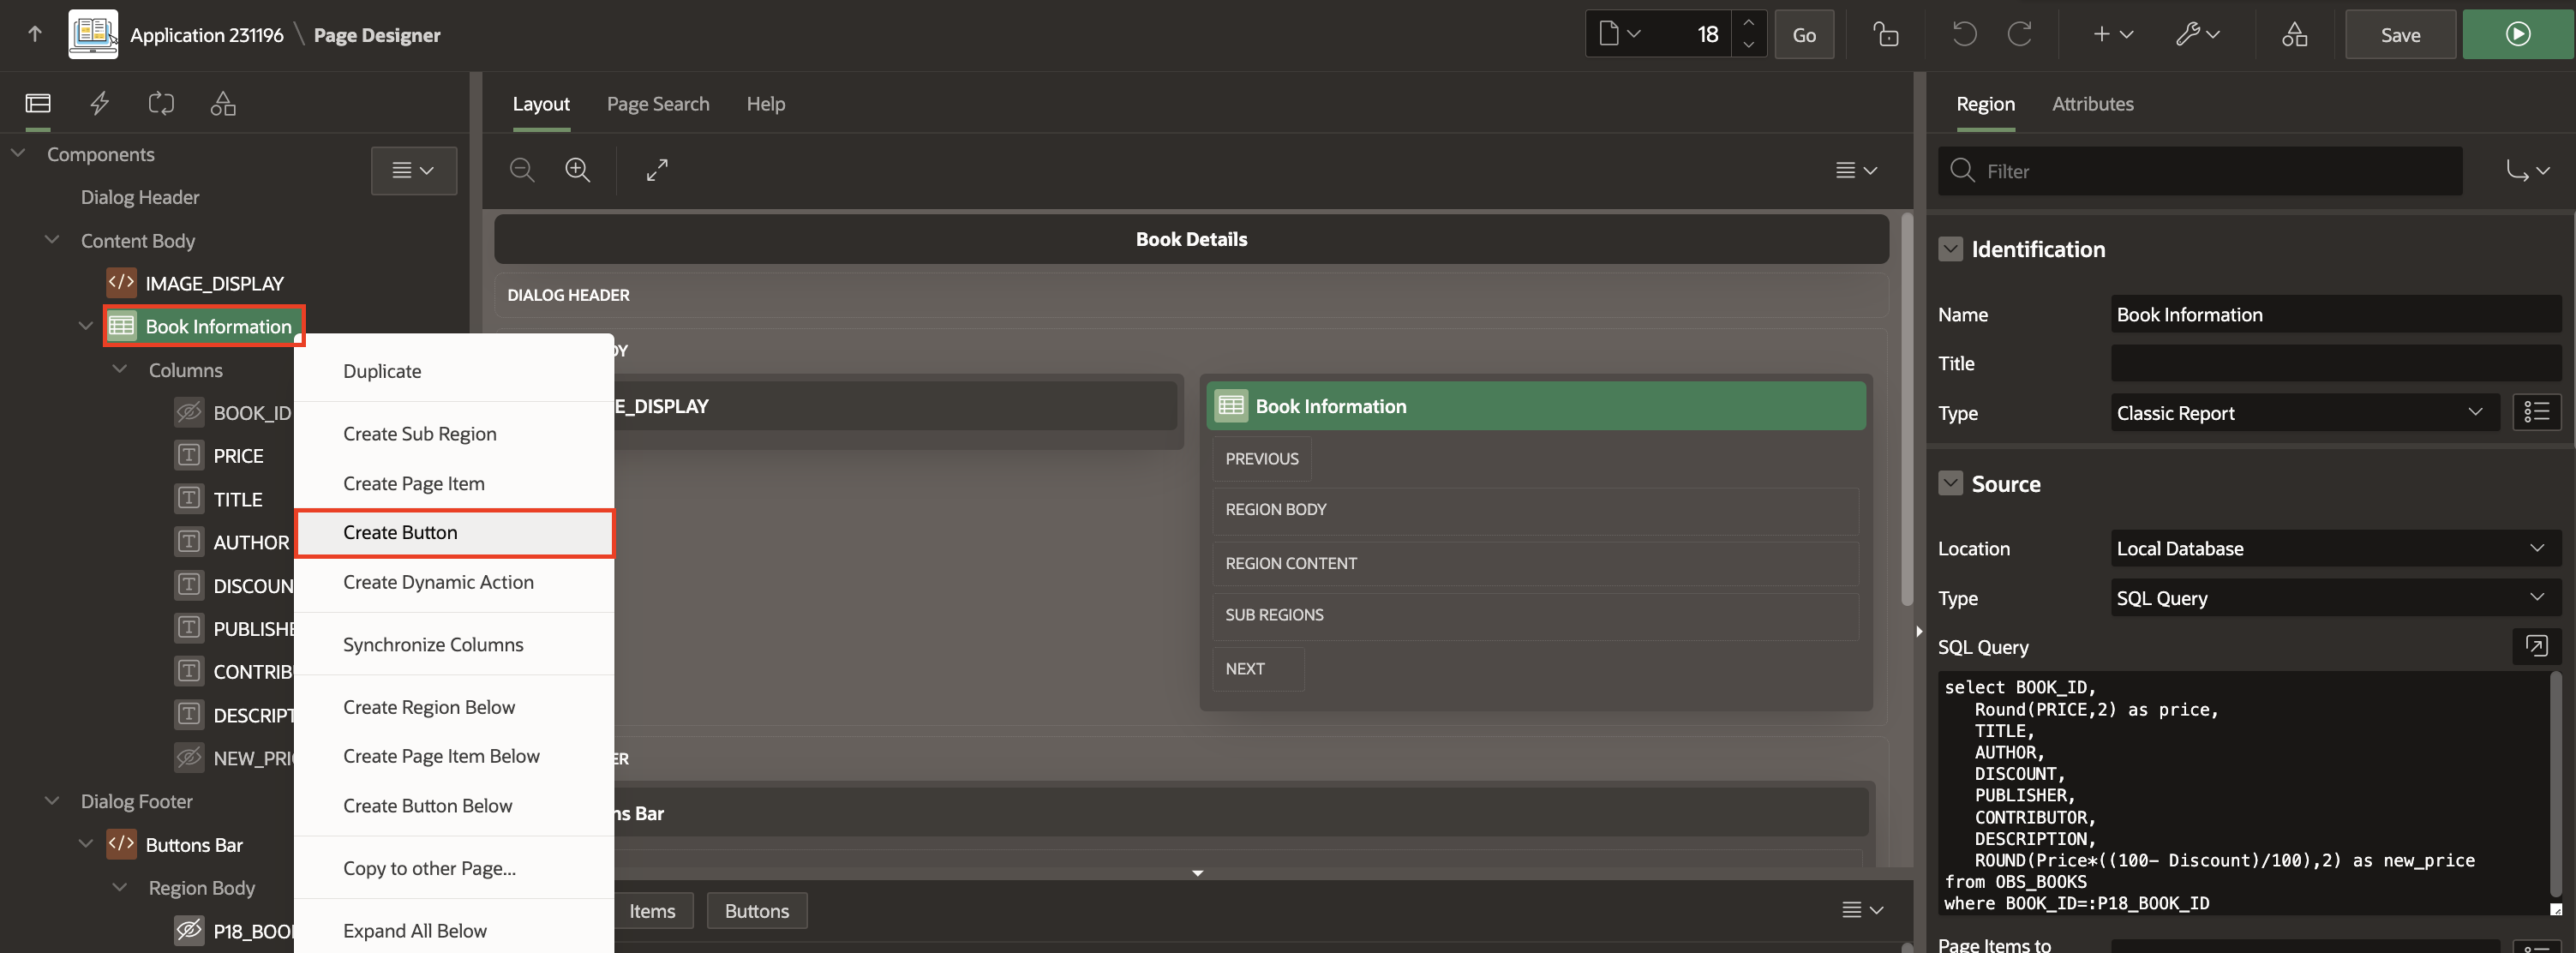 Application 231196 \ Page Designer
18
Go
Save
Layout
Page Search
Help
Region
Attributes
Components
Dialog Header
Content Body
IMAGE_DISPLAY
Book Information
Columns
BOOK_ID
PRICE
TITLE
AUTHOR
DISCOUN
PUBLISHE
CONTRIB
DESCRIPT
NEW_PRI
Dialog Footer
Buttons Bar
Region Body
P18_BOO
Duplicate
Create Sub Region
Create Page Item
Create Button
Create Dynamic Action
Synchronize Columns
Create Region Below
Create Page Item Below
Create Button Below
Copy to other Page...
Expand All Below
Book Details
DIALOG HEADER
DY
E_DISPLAY
Book Information
PREVIOUS
REGION BODY
REGION CONTENT
SUB REGIONS
NEXT
ER
ns Bar
Items
Buttons
Filter
Identification
Name
Book Information
Title
Type
Classic Report
Source
Location
Local Database
Type
SQL Query
SQL Query
select BOOK_ID,
Round(PRICE,2) as price,
TITLE,
AUTHOR,
DISCOUNT,
PUBLISHER,
CONTRIBUTOR,
DESCRIPTION,
ROUND(Price*((100- Discount)/100),2) as new_price
from OBS_BOOKS
where BOOK_ID=:P18_BOOK_ID
Page Items to